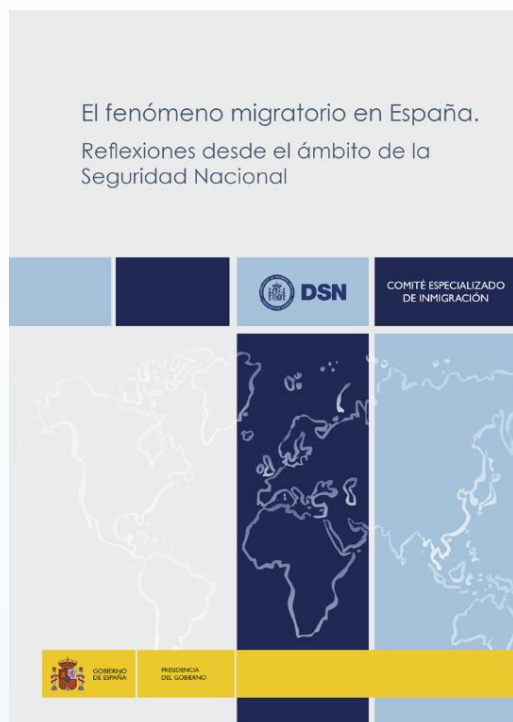 El fenómeno migratorio en España.
Reflexiones desde el ámbito de la
Seguridad Nacional
DSN
COMITÉ ESPECIALIZADO
DE INMIGRACIÓN
GOBIERNO
DE ESPAÑA
PRESIDENCIA
DEL GOBIERNO